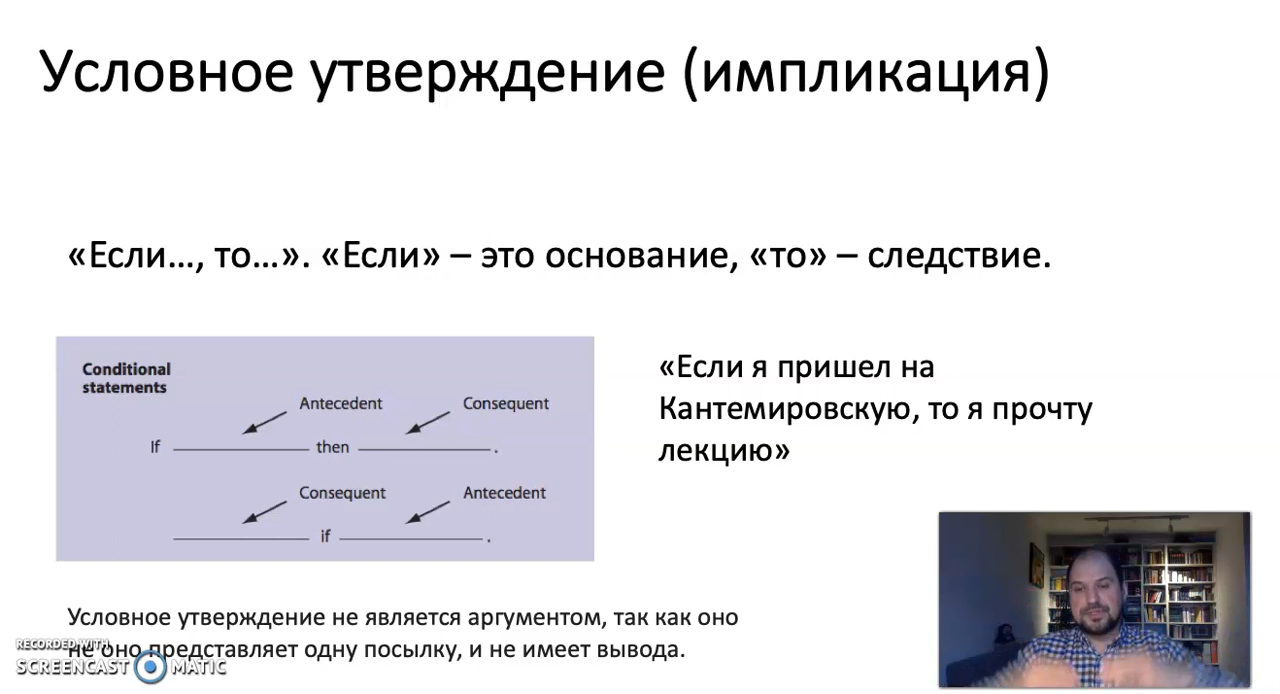 Условное утверждение (импликация)
«Если…, то…». «Если» – это основание, «то» – следствие.
Conditional
statements
Antecedent Consequent
If then .
Consequent Antecedent
if .
«Если я пришел на
Кантемировскую, то я прочту
лекцию»
Условное утверждение не является аргументом, так как оно
не оно представляет одну посылку, и не имеет вывода.
RECORDED WITH
SCREENCAST MATIC